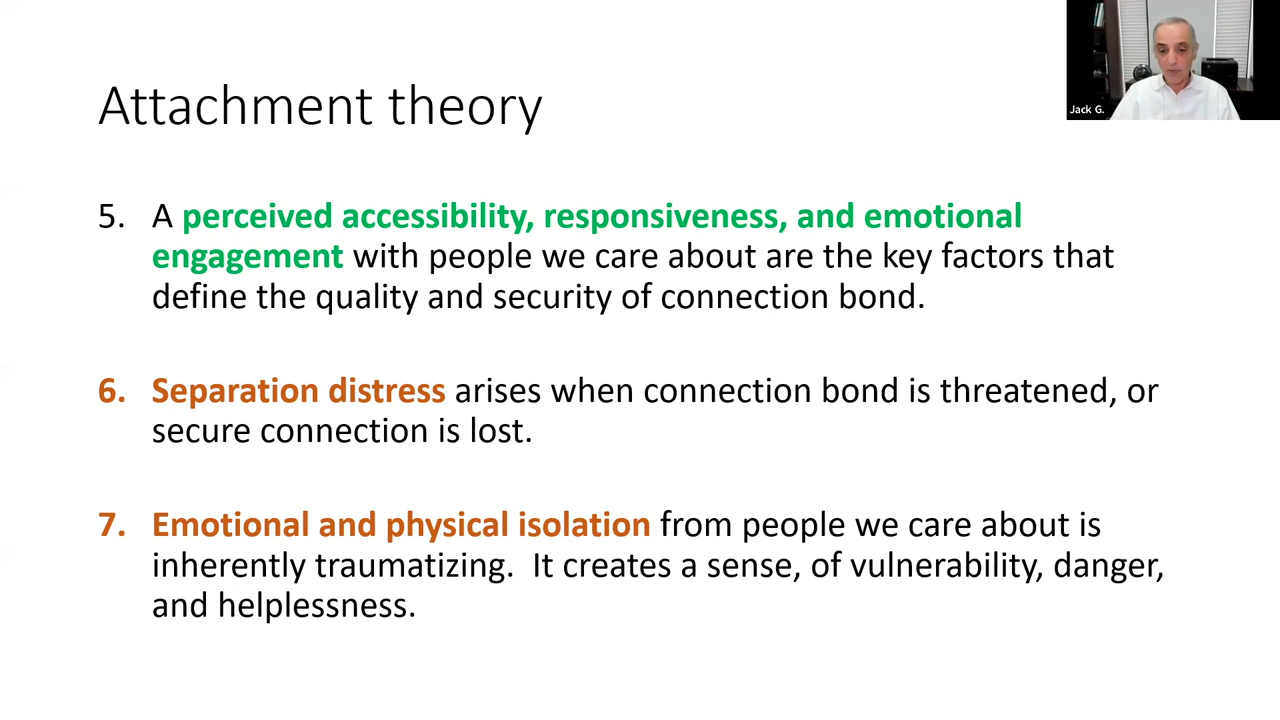 Attachment theory
Jack G.
5. A perceived accessibility, responsiveness, and emotional
engagement with people we care about are the key factors that
define the quality and security of connection bond.
6. Separation distress arises when connection bond is threatened, or
secure connection is lost.
7. Emotional and physical isolation from people we care about is
inherently traumatizing.  It creates a sense, of vulnerability, danger,
and helplessness.